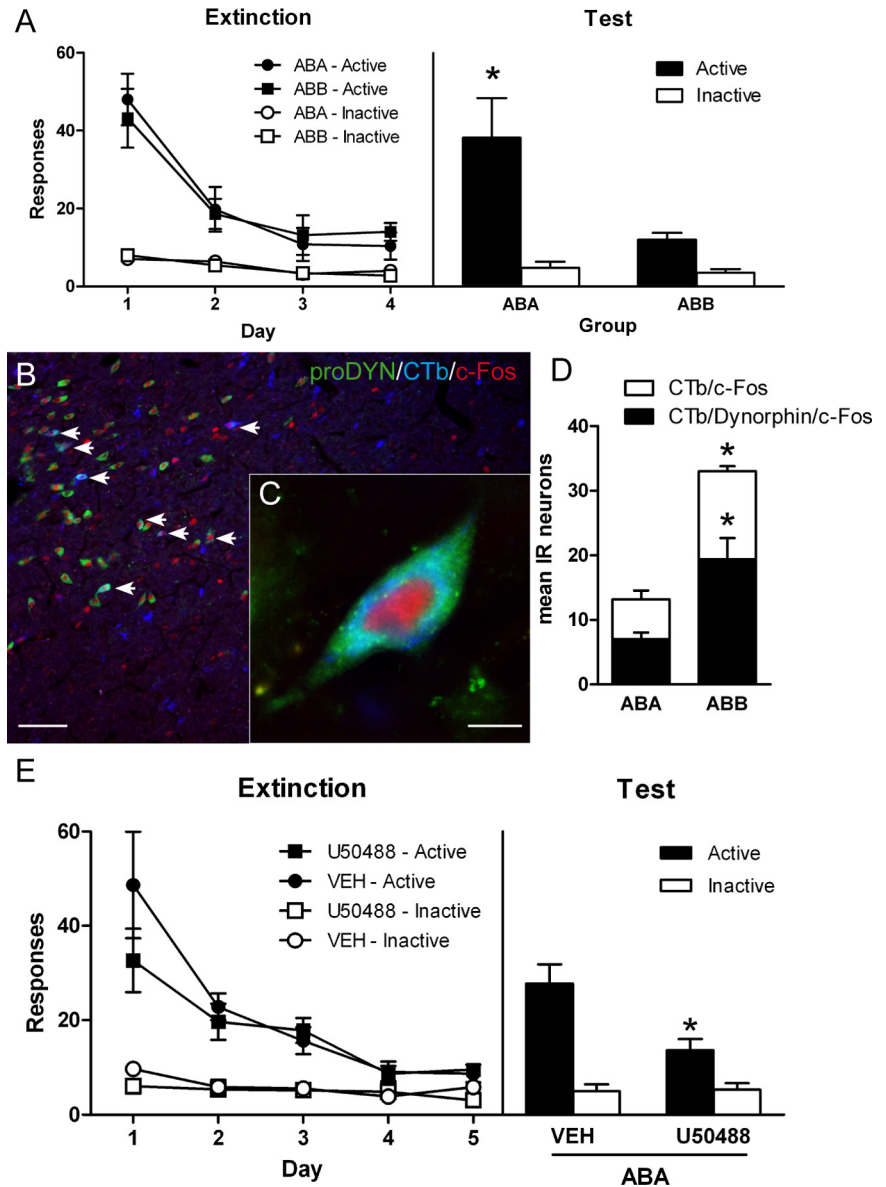 A
Extinction
Test
Responses
60
40
20
0
ABA - Active
ABB - Active
ABA - Inactive
ABB - Inactive
1 2 3 4
Day
*
Active
Inactive
ABA ABB
Group
B
proDYN/CTb/c-Fos
C
D
CTb/c-Fos
CTb/Dynorphin/c-Fos
mean IR neurons
40
30
20
10
0
*
*
ABA ABB
E
Extinction
Test
Responses
60
40
20
0
U50488 - Active
VEH - Active
U50488 - Inactive
VEH - Inactive
1 2 3 4 5
Day
Active
Inactive
*
VEH U50488
ABA